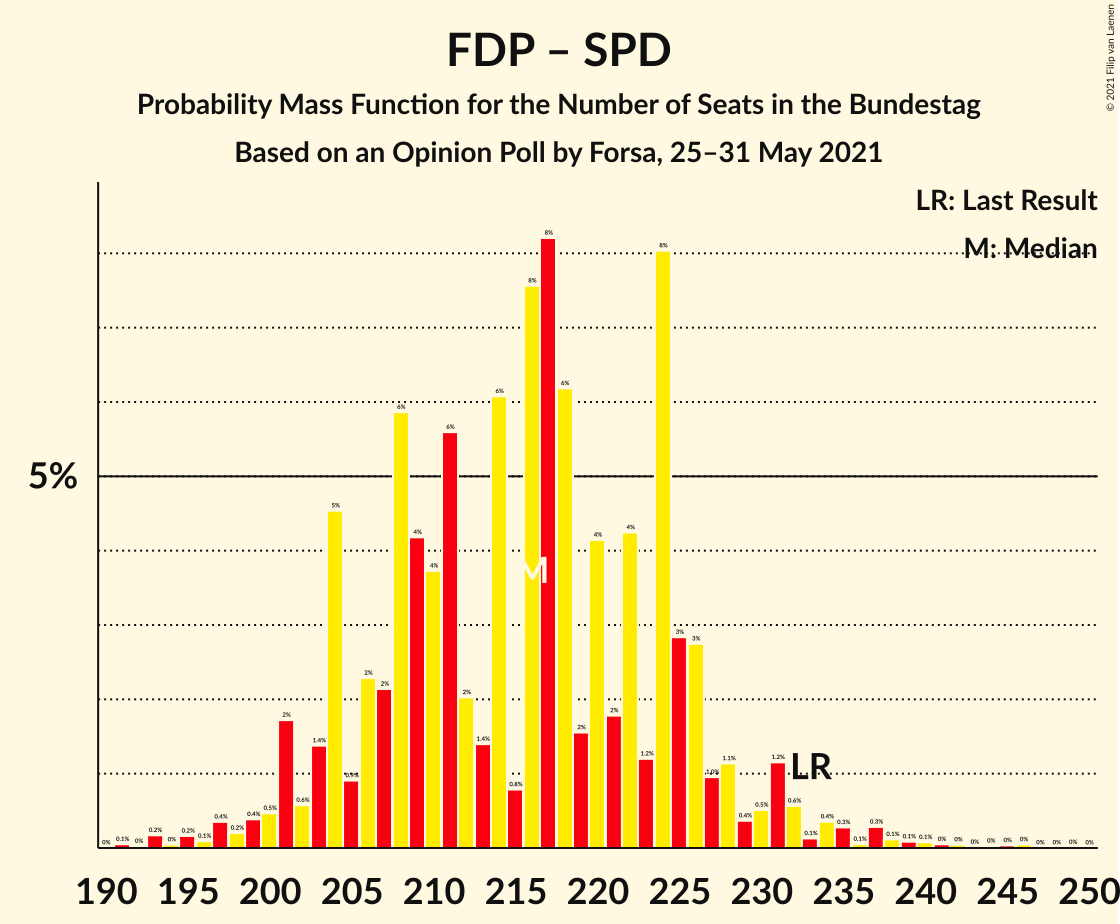 FDP – SPD
Probability Mass Function for the Number of Seats in the Bundestag
Based on an Opinion Poll by Forsa, 25–31 May 2021
© 2021 Filip van Laenen
LR: Last Result
M: Median
5%
0% 0.1% 0% 0.2% 0% 0.2% 0.1% 0.4% 0.2% 0.4% 0.5% 2% 0.6% 1.4% 5% 0.9% 2% 2% 6% 4% 4% 6% 2% 1.4% 6% 0.8% 8% 8% 6% 2% 4% 2% 4% 1.2% 8% 3% 3% 1.0% 1.1% 0.4% 0.5% 1.2% 0.6% 0.1% 0.4% 0.3% 0.1% 0.3% 0.1% 0.1% 0.1% 0% 0% 0% 0% 0% 0% 0% 0% 0% 0%
M
LR
190 195 200 205 210 215 220 225 230 235 240 245 250